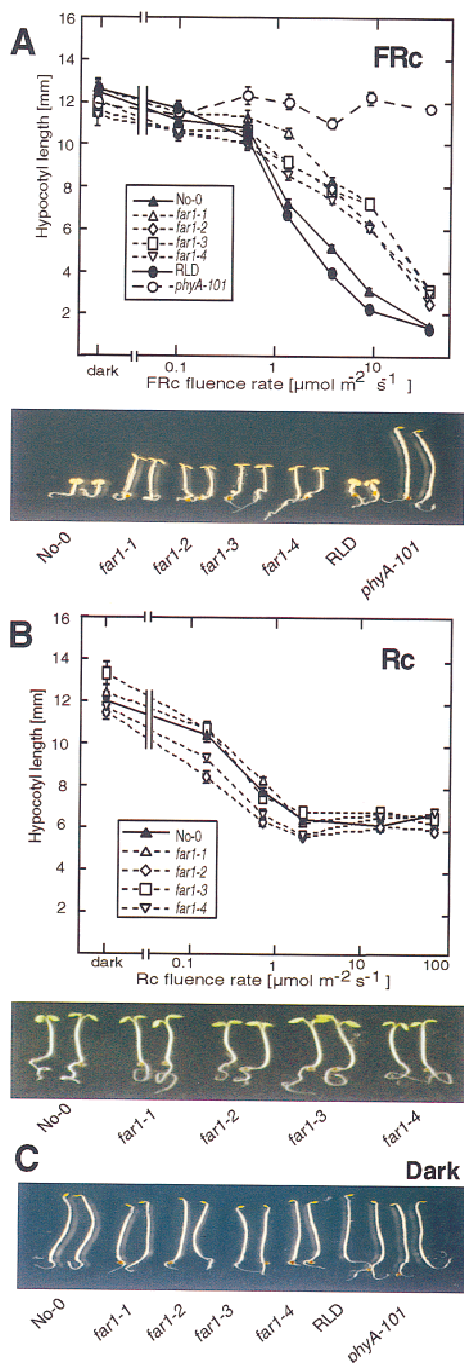 A
FRc
Hypocotyl length [mm]
16
14
12
10
8
6
4
2
No-0
far1-1
far1-2
far1-3
far1-4
RLD
phyA-101
dark
0.1
1
10
FRc fluence rate [µmol m-2 s-1 ]
No-0
far1-1
far1-2
far1-3
far1-4
RLD
phyA-101
B
Rc
Hypocotyl length [mm]
16
14
12
10
8
6
4
2
No-0
far1-1
far1-2
far1-3
far1-4
dark
0.1
1
10
100
Rc fluence rate [µmol m-2 s-1]
No-0
far1-1
far1-2
far1-3
far1-4
C
Dark
No-0
far1-1
far1-2
far1-3
far1-4
RLD
phyA-101